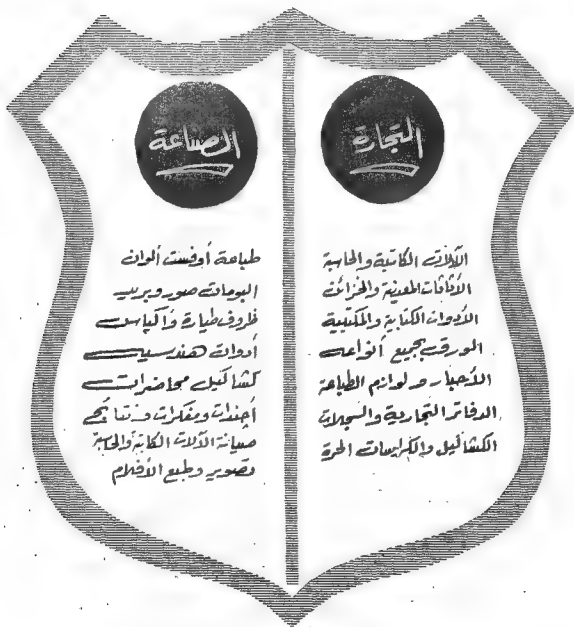 التجارة
الآلات الكاتبة والحاسبة
الأثاثات المعدنية والخزائن
الأدوات الكتابية والمكتبية
الورق بجميع أنواعه
الأحبار ولوازم الطباعة
الدفاتر التجارية والسجلات
الكشاكيل والكراسات الحرة
الصناعة
طباعة أوفست ألوان
البومات صور وبريد
ظروف طيارة وأكياس
أدوات هندسية
كشاكيل محاضرات
أجندات ومفكرات ونتائج
صيانة الآلات الكاتبة والحاسبة
تصوير وطبع الأفلام